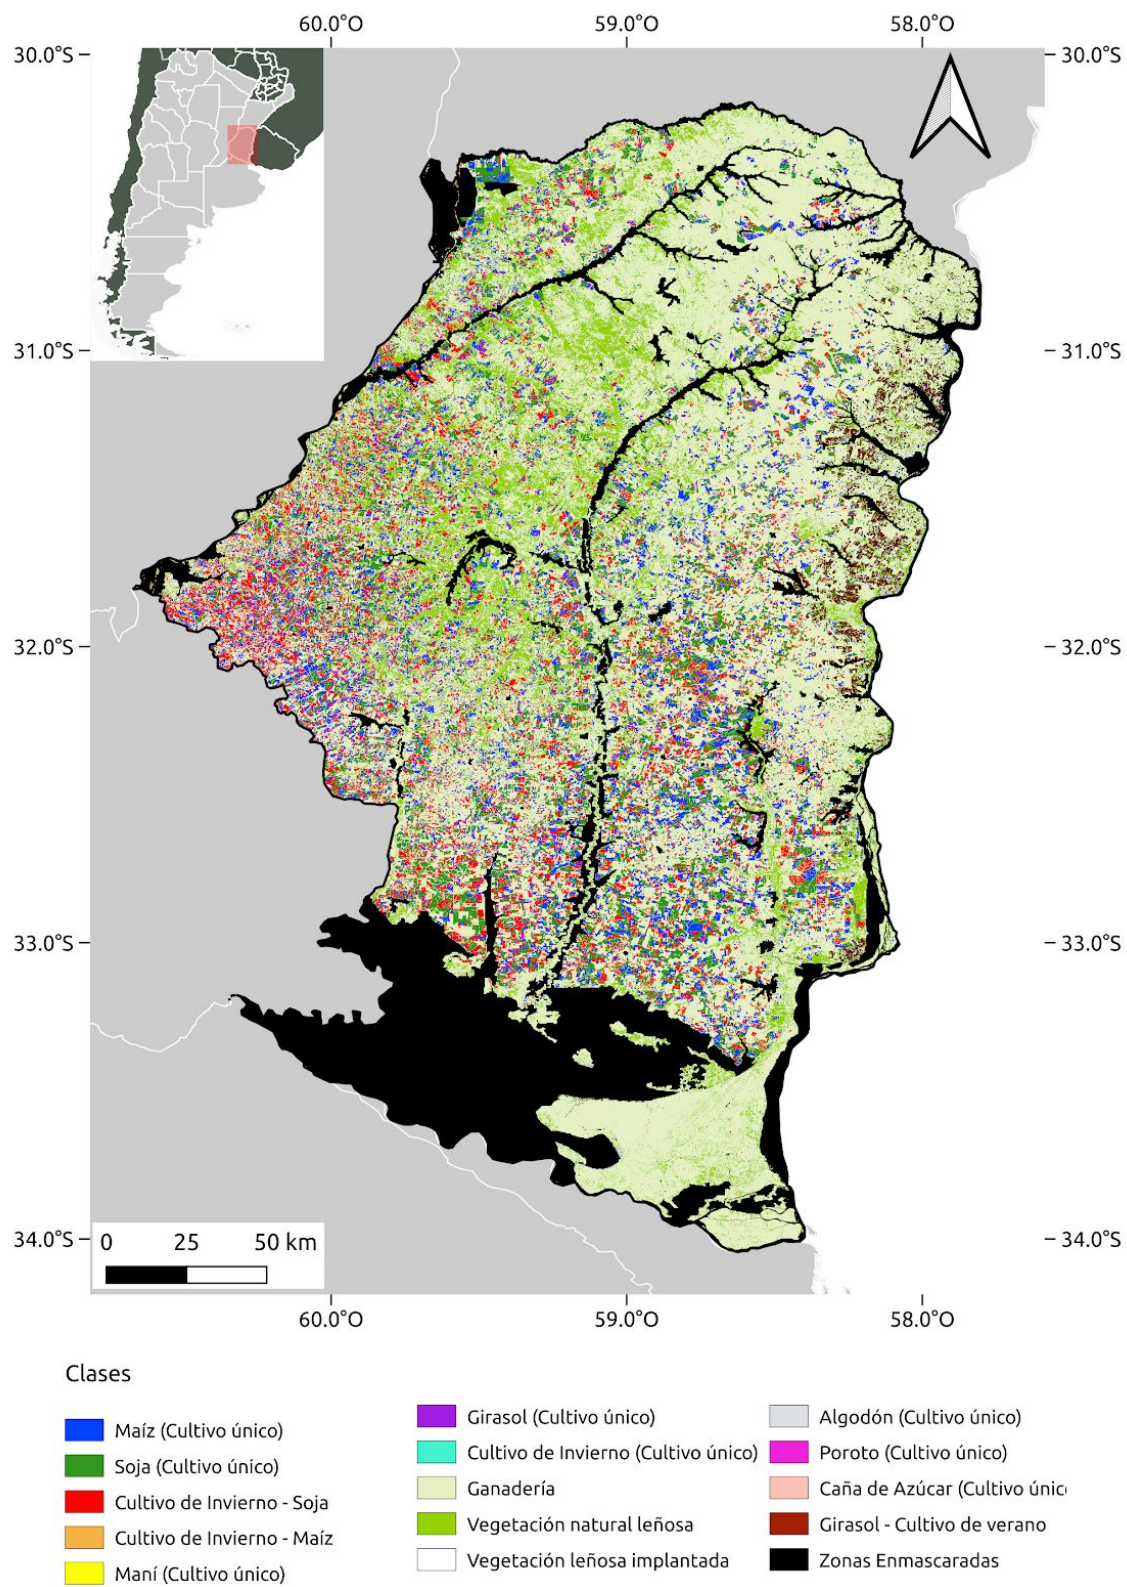 60.0°O 59.0°O 58.0°O
30.0°S 30.0°S
31.0°S 31.0°S
32.0°S 32.0°S
33.0°S 33.0°S
34.0°S 34.0°S
0 25 50 km
60.0°O 59.0°O 58.0°O
Clases
Maíz (Cultivo único)
Soja (Cultivo único)
Cultivo de Invierno - Soja
Cultivo de Invierno - Maíz
Maní (Cultivo único)
Girasol (Cultivo único)
Cultivo de Invierno (Cultivo único)
Ganadería
Vegetación natural leñosa
Vegetación leñosa implantada
Algodón (Cultivo único)
Poroto (Cultivo único)
Caña de Azúcar (Cultivo únic
Girasol - Cultivo de verano
Zonas Enmascaradas